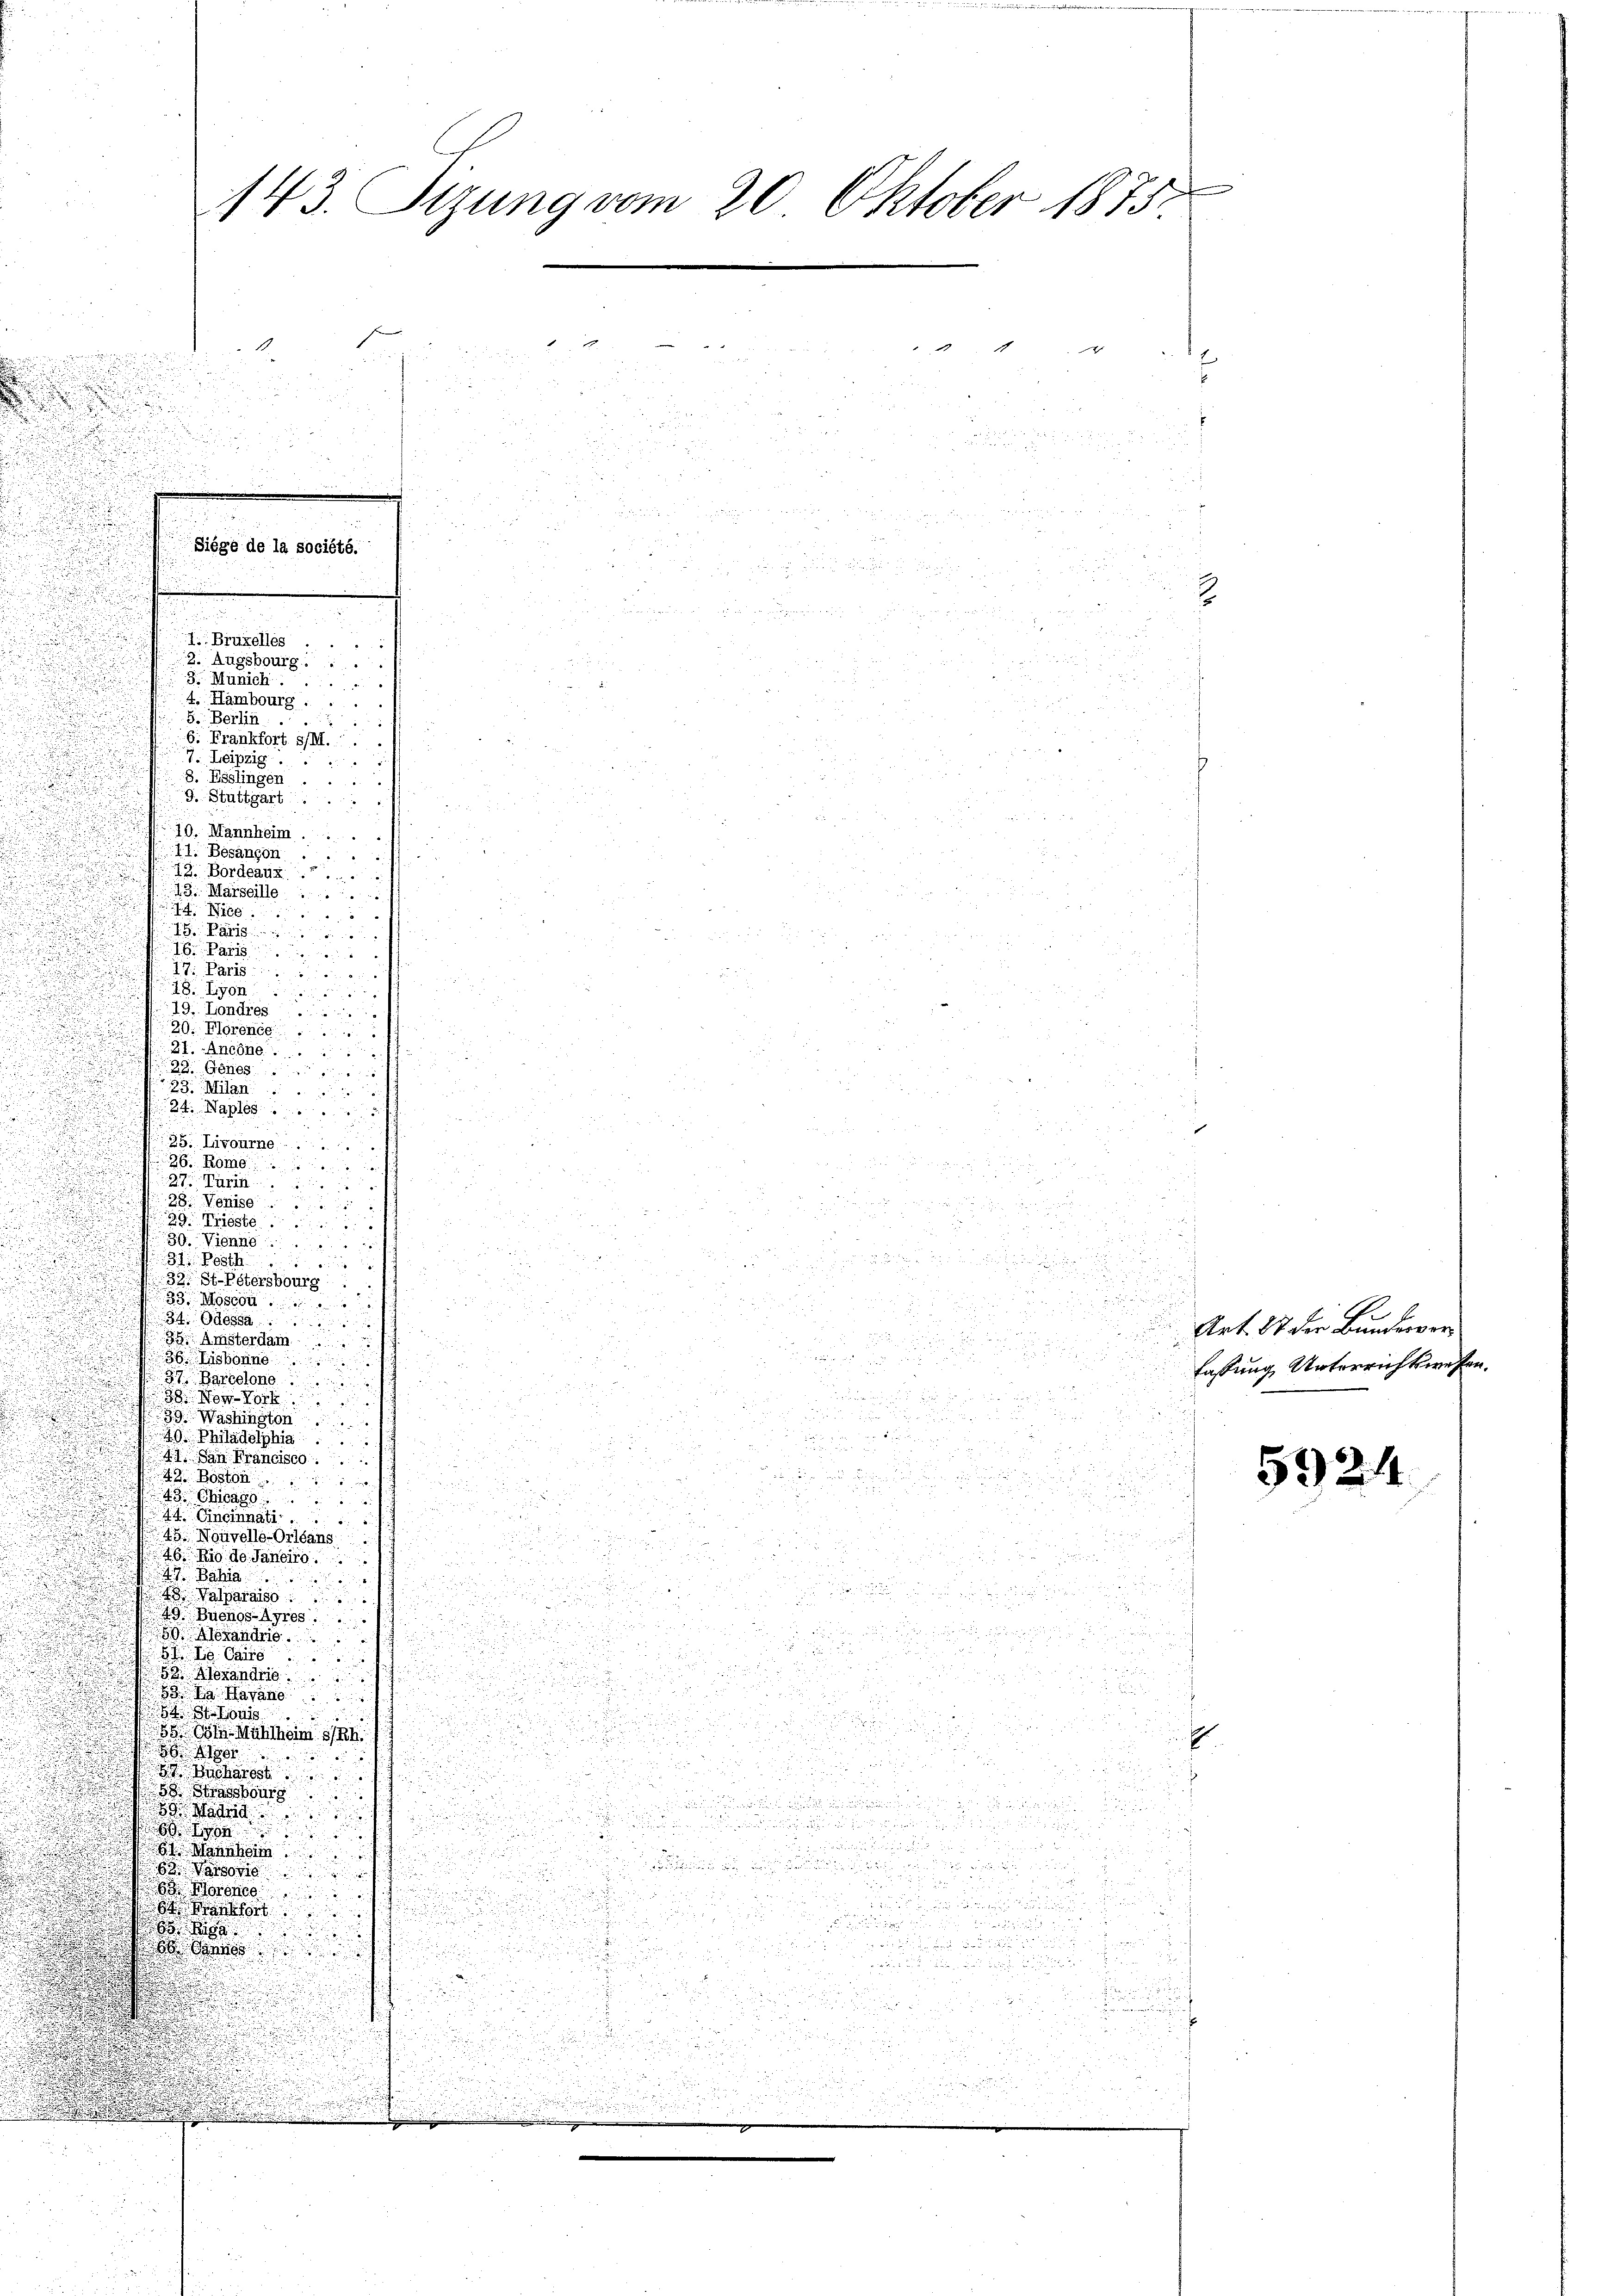 143. Sizung vom 20. Oktober 1875.
Siége de la société.
1. Bruxelles . . . .
2. Augsbourg . . . .
3. Munich . . . . .
4. Hambourg . . . .
5. Berlin . . . . .
6. Frankfort s/M. . .
7. Leipzig . . . . .
8. Esslingen . . . .
9. Stuttgart . . . .
10. Mannheim . . . .
11. Besançon . . . .
12. Bordeaux . . . .
13. Marseille . . . .
14. Nice . . . . . .
15. Paris . . . . .
16. Paris . . . . .
17. Paris . . . . .
18. Lyon . . . . .
19. Londres . . . .
20. Florence . . . .
21. Ancône . . . . .
22. Gênes . . . . .
23. Milan . . . . .
24. Naples . . . . .
25. Livourne . . . .
26. Rome . . . . .
27. Turin . . . . .
28. Venise . . . . .
29. Trieste . . . . .
30. Vienne . . . . .
31. Pesth . . . . .
32. St-Pétersbourg . .
33. Moscou . . . . .
34. Odessa . . . . .
35. Amsterdam . . . .
36. Lisbonne . . . .
37. Barcelone . . . .
38. New-York . . . .
39. Washington . . . .
40. Philadelphia . . .
41. San Francisco . . .
42. Boston . . . . .
43. Chicago . . . . .
44. Cincinnati . . . .
45. Nouvelle-Orléans .
46. Rio de Janeiro . . .
47. Bahia . . . . .
48. Valparaiso . . . .
49. Buenos-Ayres . . .
50. Alexandrie . . . .
51. Le Caire . . . .
52. Alexandrie . . . .
53. La Havane . . . .
54. St-Louis . . . .
55. Cöln-Mühlheim s/Rh.
56. Alger . . . . .
57. Bucharest . . . .
58. Strassbourg . . .
59. Madrid . . . . .
60. Lyon . . . . .
61. Mannheim . . . .
62. Varsovie . . . .
63. Florence . . . .
64. Frankfort . . . .
65. Riga . . . . .
66. Cannes . . . . .
Art. 27 der Bundesver-
fassung, Unterrichtswesen.
5924